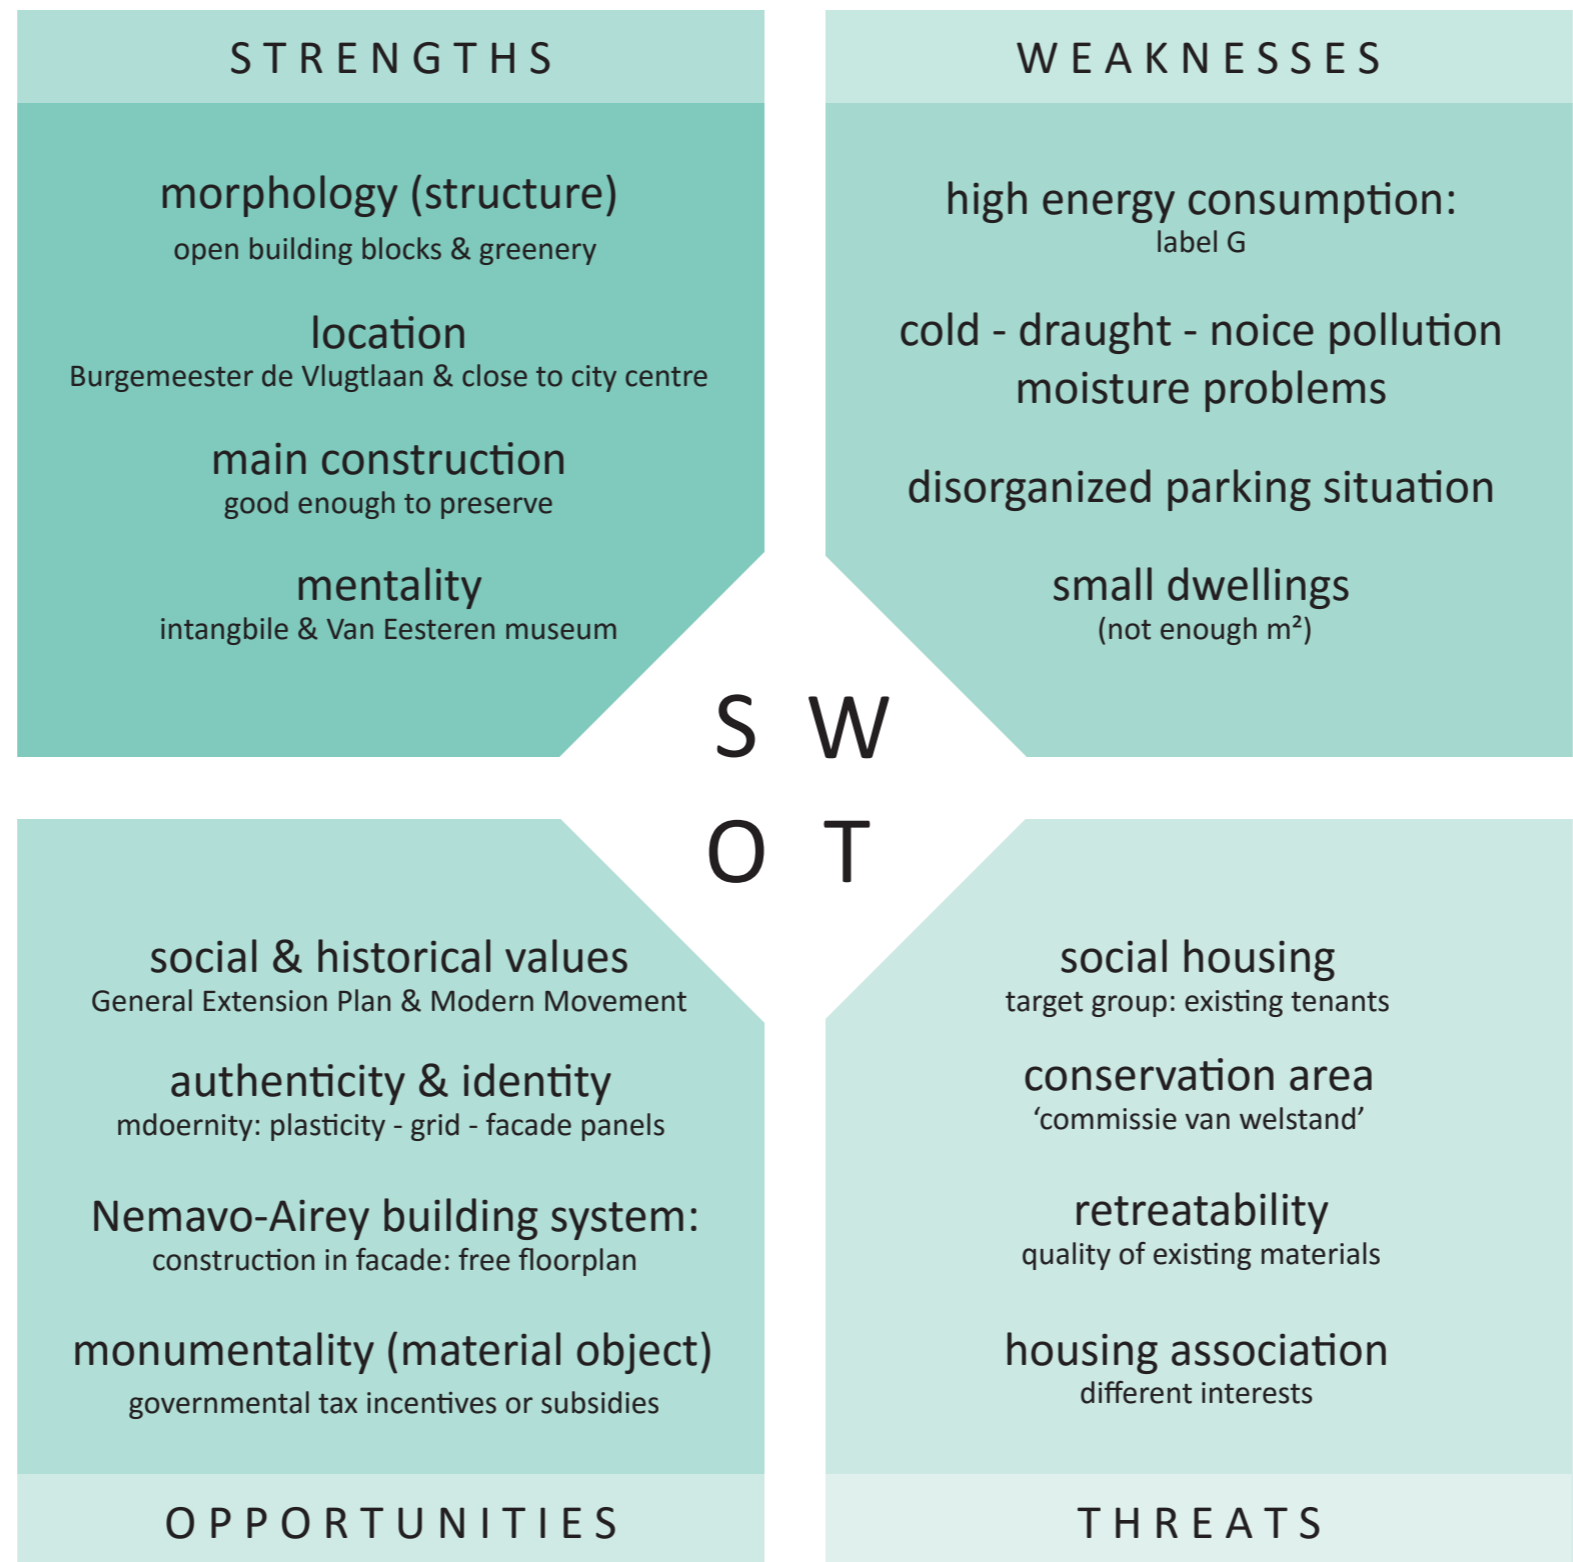 STRENGTHS
morphology (structure)
open building blocks & greenery
location
Burgemeester de Vlugtlaan & close to city centre
main construction
good enough to preserve
mentality
intangbile & Van Eesteren museum
WEAKNESSES
high energy consumption:
label G
cold - draught - noice pollution
moisture problems
disorganized parking situation
small dwellings
(not enough m²)
S W
O T
social & historical values
General Extension Plan & Modern Movement
authenticity & identity
mdoernity: plasticity - grid - facade panels
Nemavo-Airey building system:
construction in facade: free floorplan
monumentality (material object)
governmental tax incentives or subsidies
OPPORTUNITIES
social housing
target group: existing tenants
conservation area
‘commissie van welstand’
retreatability
quality of existing materials
housing association
different interests
THREATS